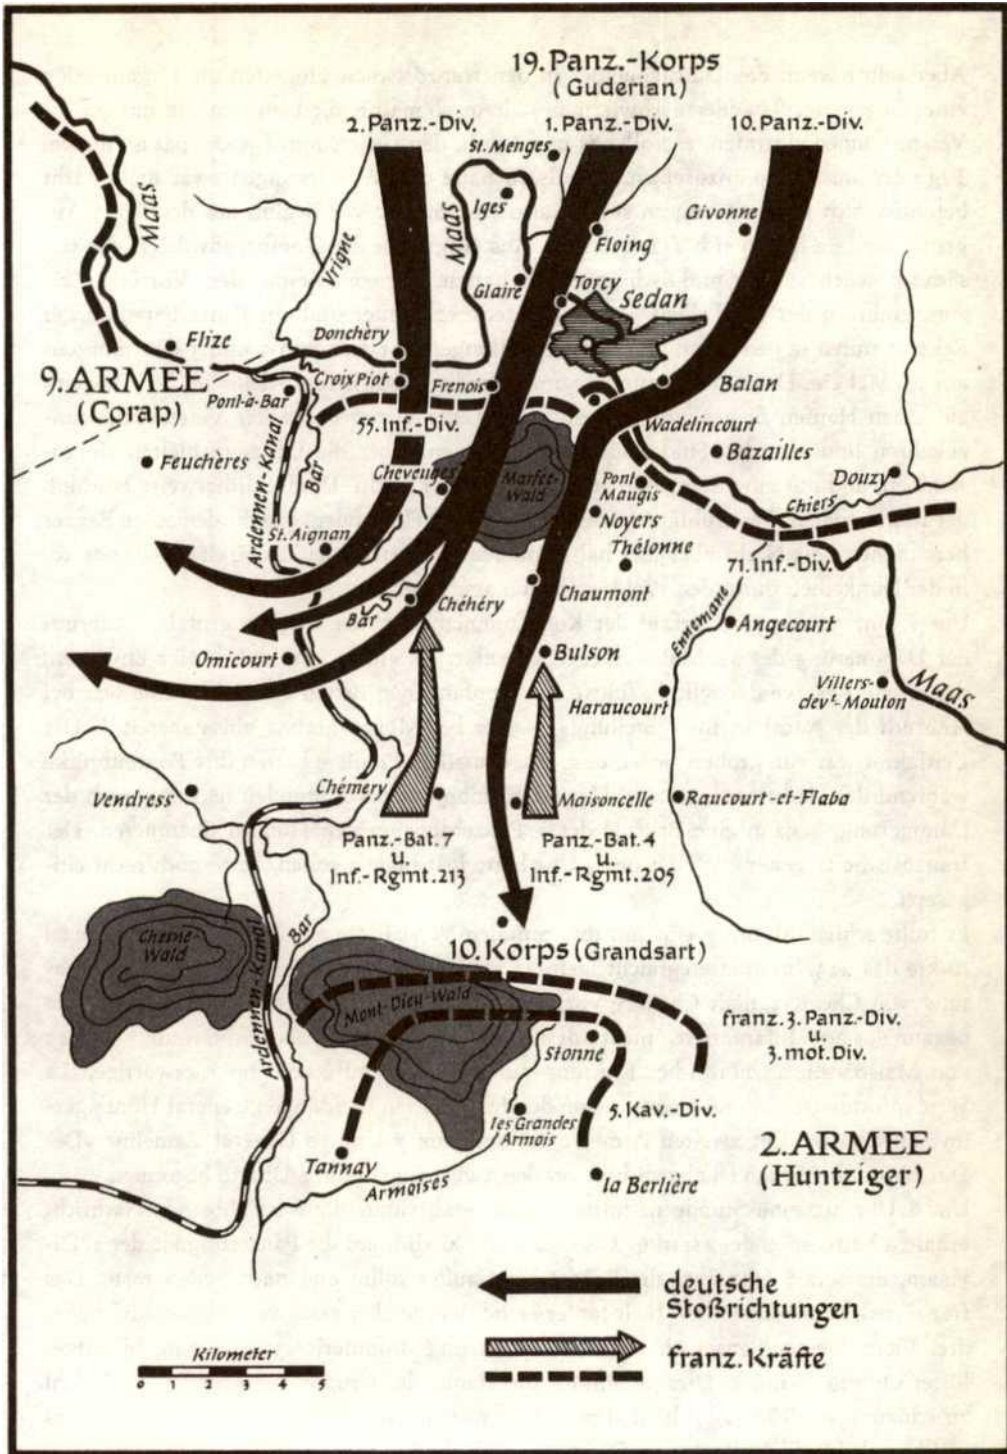 19. Panz.-Korps
(Guderian)
2. Panz.-Div.
1. Panz.-Div.
10. Panz.-Div.
St. Menges
Maas
Iges
Maas
Givonne
Vrigne
Floing
Glaire
Torcy
Sedan
Flize
Donchèry
9. ARMEE
(Corap)
Croix Piot
Frenois
Balan
Pont-à-Bar
Wadelincourt
55. Inf.-Div.
Bazailles
Feuchères
Bar
Cheveuges
Marfée-
Wald
Pont
Maugis
Douzy
Chiers
Ardennen-Kanal
Noyers
St. Aignan
Thélonne
71. Inf.-Div.
Bar
Chéhéry
Chaumont
Ennemane
Angecourt
Omicourt
Bulson
Villers-
devt.-Mouton
Maas
Haraucourt
Vendress
Chémery
Maisoncelle
Raucourt-et-Flaba
Panz.-Bat. 7
u.
Inf.-Rgmt. 213
Panz.-Bat. 4
u.
Inf.-Rgmt. 205
Chesne-
Wald
Ardennen-Kanal
Bar
10. Korps (Grandsart)
Mont-Dieu-Wald
franz. 3. Panz.-Div.
u.
3. mot. Div.
Stonne
5. Kav.-Div.
les Grandes
Armois
2. ARMEE
(Huntziger)
Tannay
Armoises
la Berlière
deutsche
Stoßrichtungen
franz. Kräfte
Kilometer
0 1 2 3 4 5